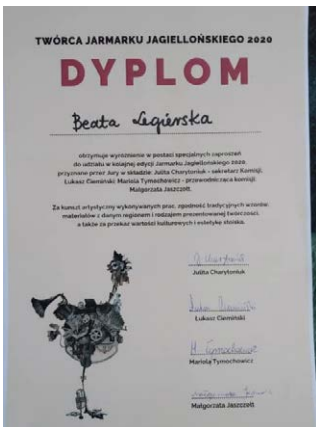 TWÓRCA JARMARKU JAGIELLOŃSKIEGO 2020
DYPLOM
Beata Legierska
otrzymuje wyróżnienie w postaci specjalnych zaproszeń
do udziału w kolejnej edycji Jarmarku Jagiellońskiego 2020,
przyznane przez Jury w składzie: Julita Charytoniuk - sekretarz Komisji,
Łukasz Ciemiński, Mariola Tymochowicz - przewodnicząca komisji,
Małgorzata Jaszczołt.
Za kunszt artystyczny wykonywanych prac, zgodność tradycyjnych wzorów,
materiałów z danym regionem i rodzajem prezentowanej twórczości,
a także za przekaz wartości kulturowych i estetykę stoiska.
J. Charytoniuk
Julita Charytoniuk
Łukasz Ciemiński
M. Tymochowicz
Mariola Tymochowicz
Małgorzata Jaszczołt